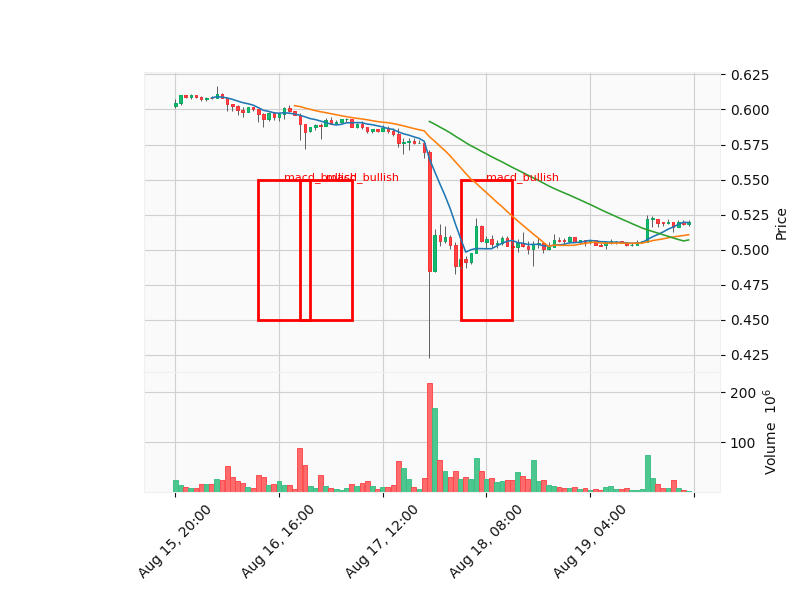 0.625
0.600
0.575
0.550
0.525
0.500
0.475
0.450
0.425
Price
macd_bullish
macd_bullish
macd_bullish
200
100
Volume 10^6
Aug 15, 20:00
Aug 16, 16:00
Aug 17, 12:00
Aug 18, 08:00
Aug 19, 04:00